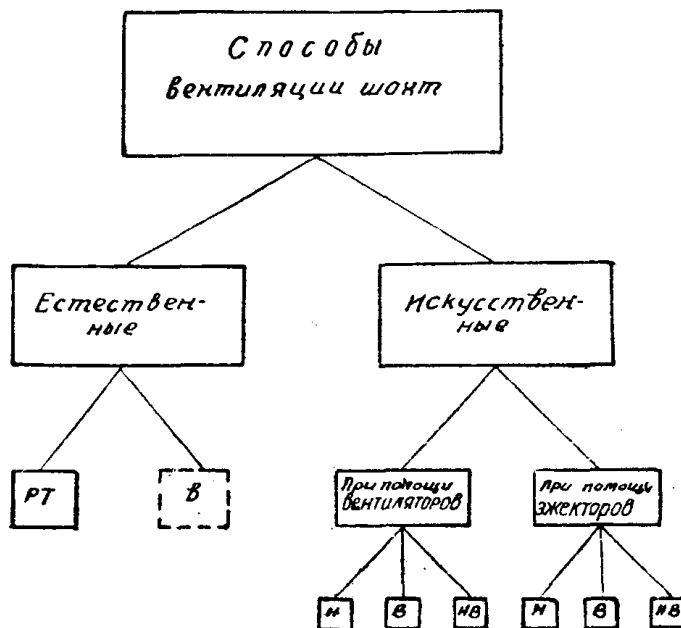 Способы
вентиляции шахт
Естествен-
ные
Искусствен-
ные
РТ
В
При помощи
вентиляторов
При помощи
эжекторов
Н
В
НВ
Н
В
НВ